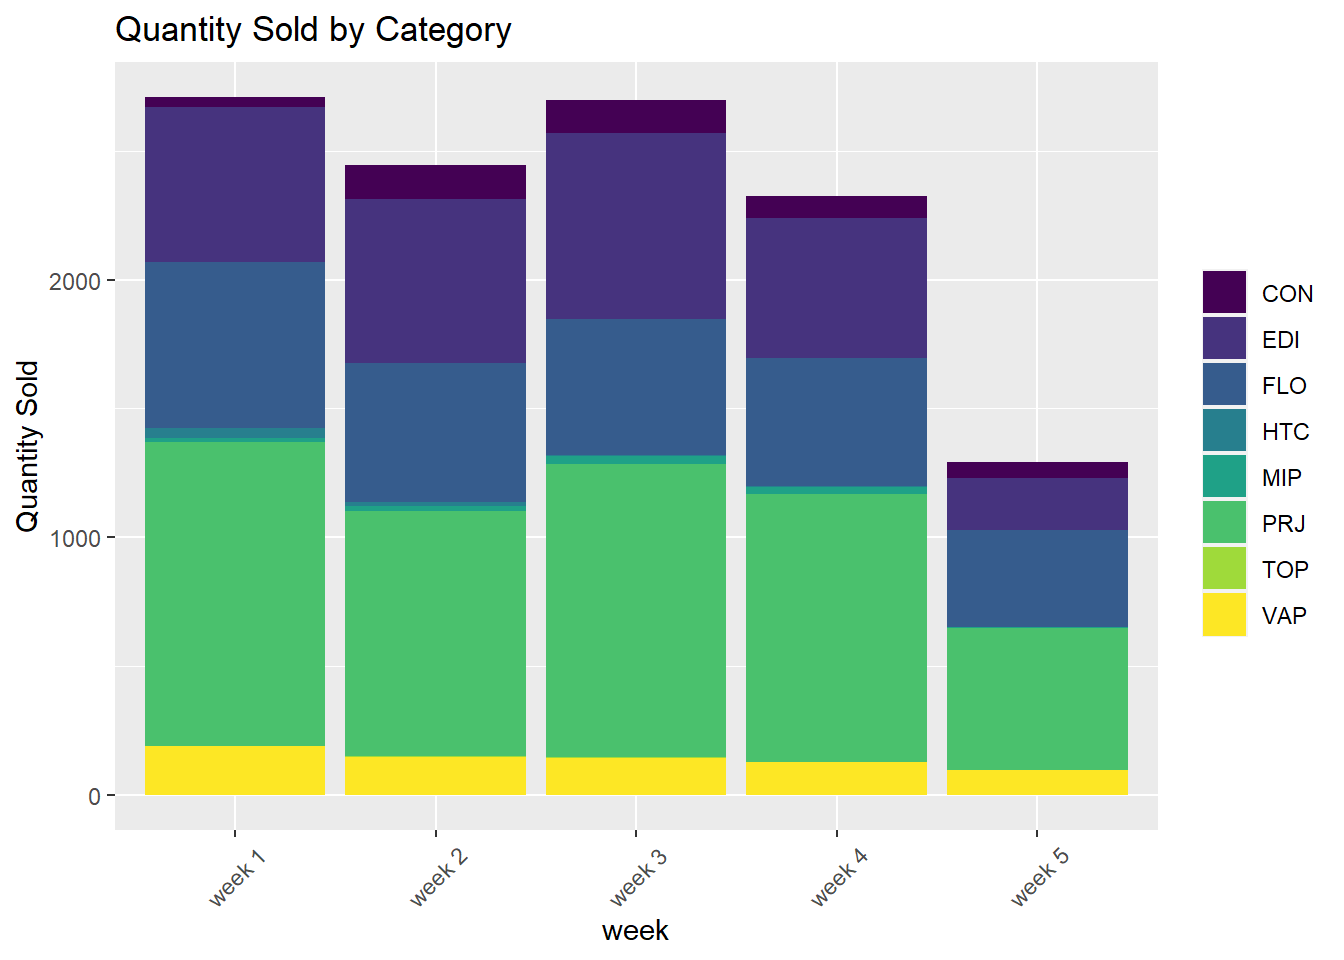 Quantity Sold by Category
Quantity Sold
2000
1000
0
week 1
week 2
week 3
week 4
week 5
week
CON
EDI
FLO
HTC
MIP
PRJ
TOP
VAP